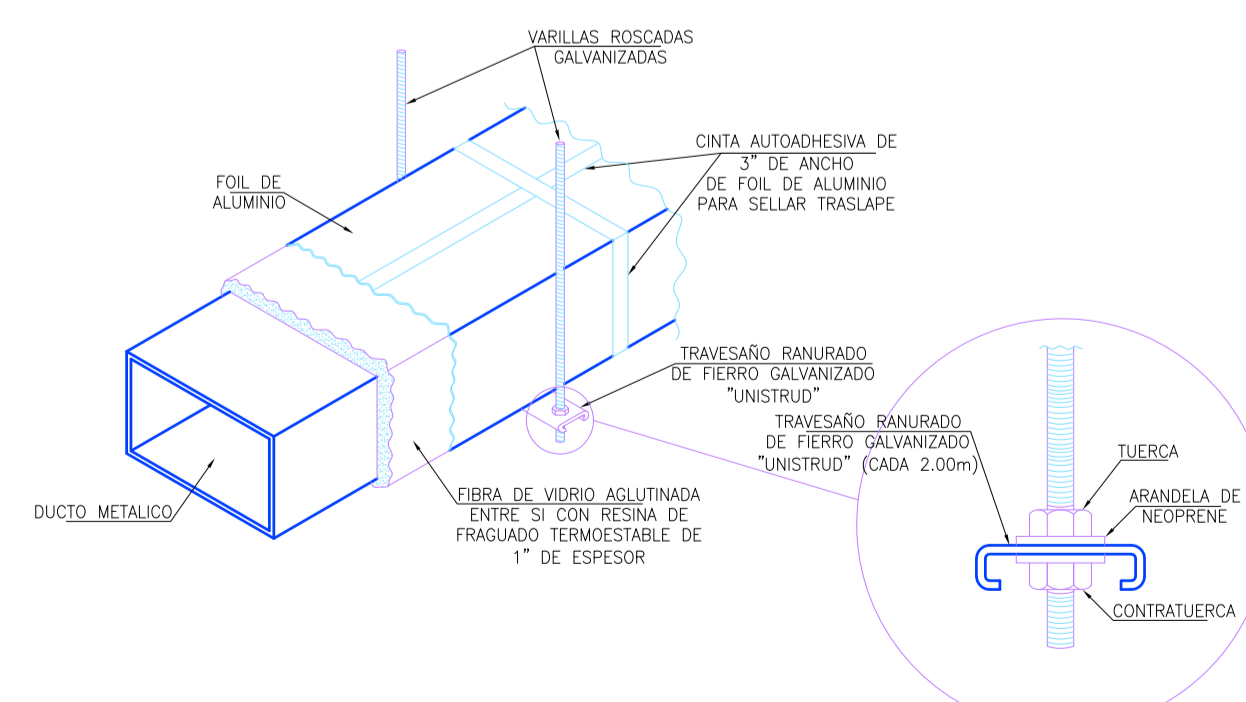 VARILLAS ROSCADAS
GALVANIZADAS
CINTA AUTOADHESIVA DE
3" DE ANCHO
DE FOIL DE ALUMINIO
PARA SELLAR TRASLAPE
FOIL DE
ALUMINIO
TRAVESAÑO RANURADO
DE FIERRO GALVANIZADO
"UNISTRUD"
TRAVESAÑO RANURADO
DE FIERRO GALVANIZADO
"UNISTRUD" (CADA 2.00m)
TUERCA
ARANDELA DE
NEOPRENE
CONTRATUERCA
DUCTO METALICO
FIBRA DE VIDRIO AGLUTINADA
ENTRE SI CON RESINA DE
FRAGUADO TERMOESTABLE DE
1" DE ESPESOR